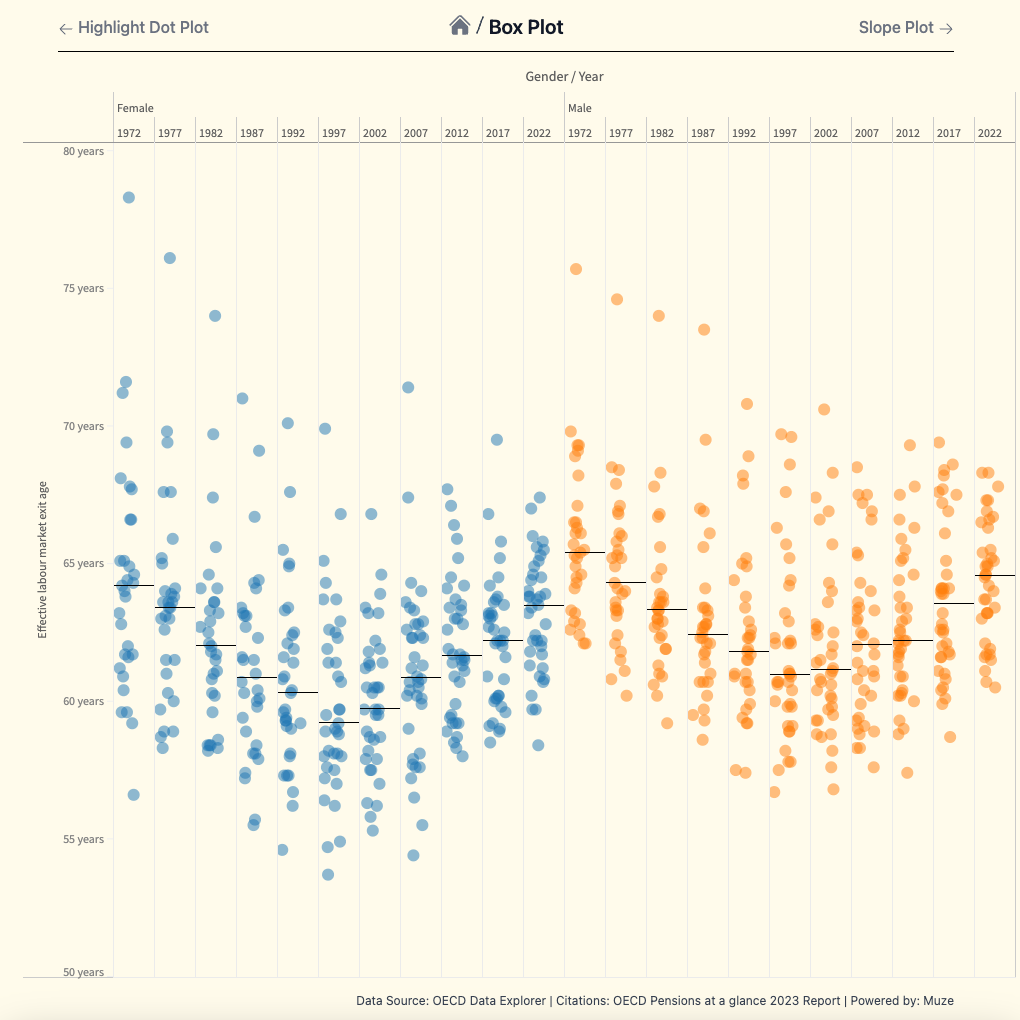 ← Highlight Dot Plot / Box Plot Slope Plot →
Gender / Year
Female Male
1972 1977 1982 1987 1992 1997 2002 2007 2012 2017 2022 1972 1977 1982 1987 1992 1997 2002 2007 2012 2017 2022
80 years
75 years
70 years
65 years
60 years
55 years
50 years
Effective labour market exit age
Data Source: OECD Data Explorer | Citations: OECD Pensions at a glance 2023 Report | Powered by: Muze